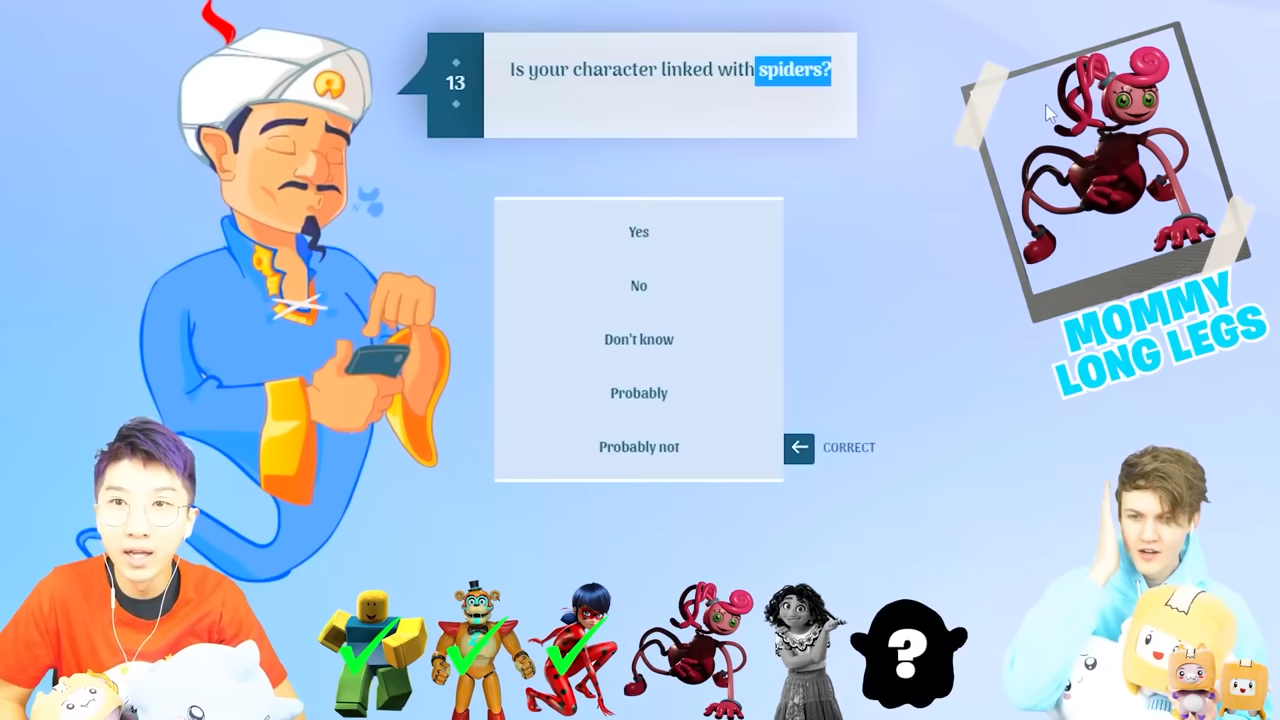 13
Is your character linked with spiders?
Yes
No
Don't know
Probably
Probably not
CORRECT
MOMMY
LONG LEGS
?